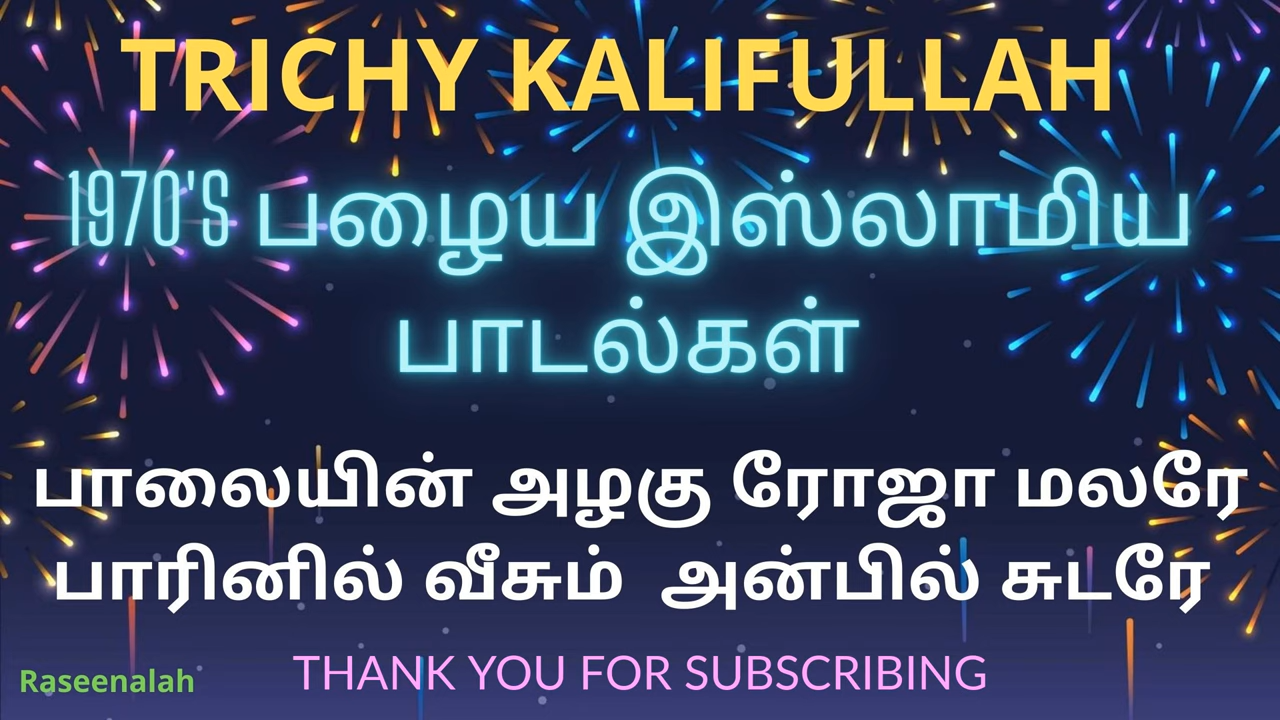 TRICHY KALIFULLAH
1970'S பழைய இஸ்லாமிய
பாடல்கள்
பாலையின் அழகு ரோஜா மலரே
பாரினில் வீசும் அன்பில் சுடரே
THANK YOU FOR SUBSCRIBING
Raseenalah